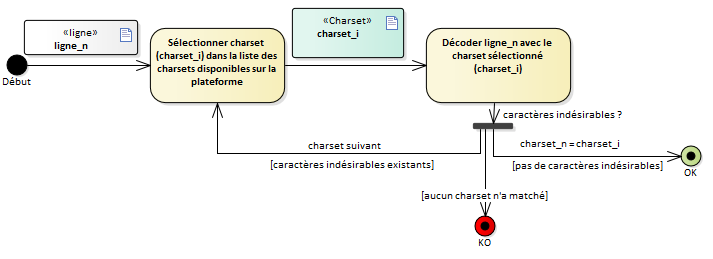 «ligne»
ligne_n
Début
Sélectionner charset
(charset_i) dans la liste des
charsets disponibles sur la
plateforme
«Charset»
charset_i
Décoder ligne_n avec le
charset sélectionné
(charset_i)
caractères indésirables ?
charset suivant
[caractères indésirables existants]
charset_n = charset_i
[pas de caractères indésirables]
OK
[aucun charset n'a matché]
KO